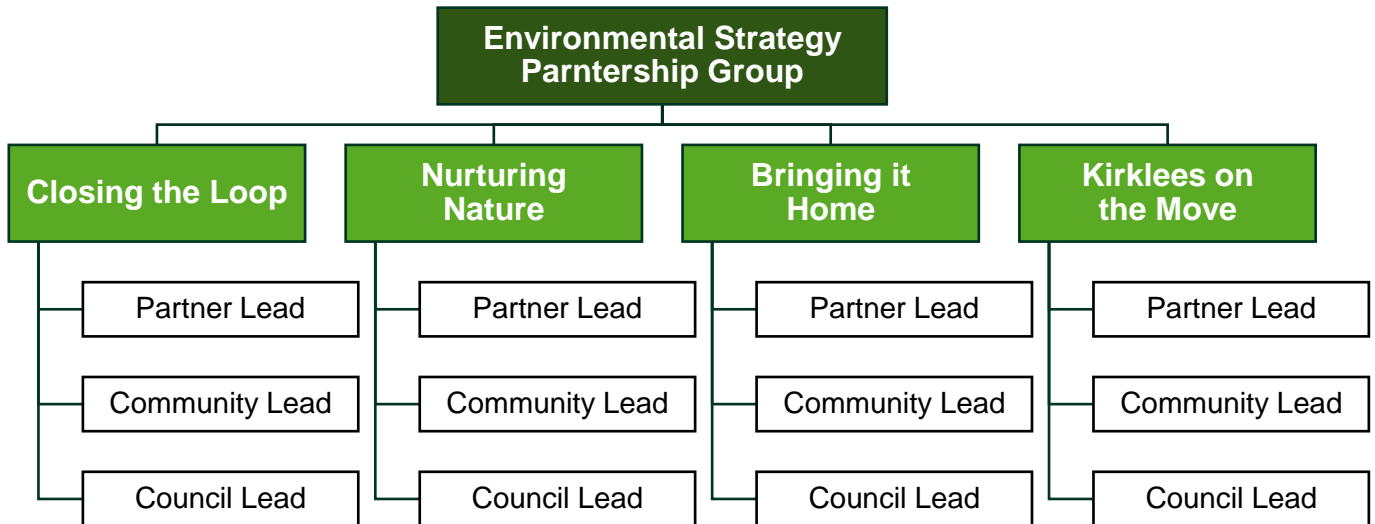 Environmental Strategy
Parntership Group
Closing the Loop
Nurturing
Nature
Bringing it
Home
Kirklees on
the Move
Partner Lead
Partner Lead
Partner Lead
Partner Lead
Community Lead
Community Lead
Community Lead
Community Lead
Council Lead
Council Lead
Council Lead
Council Lead